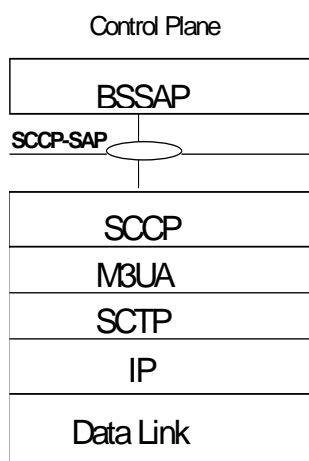 Control Plane
BSSAP
SCCP-SAP
SCCP
M3UA
SCTP
IP
Data Link